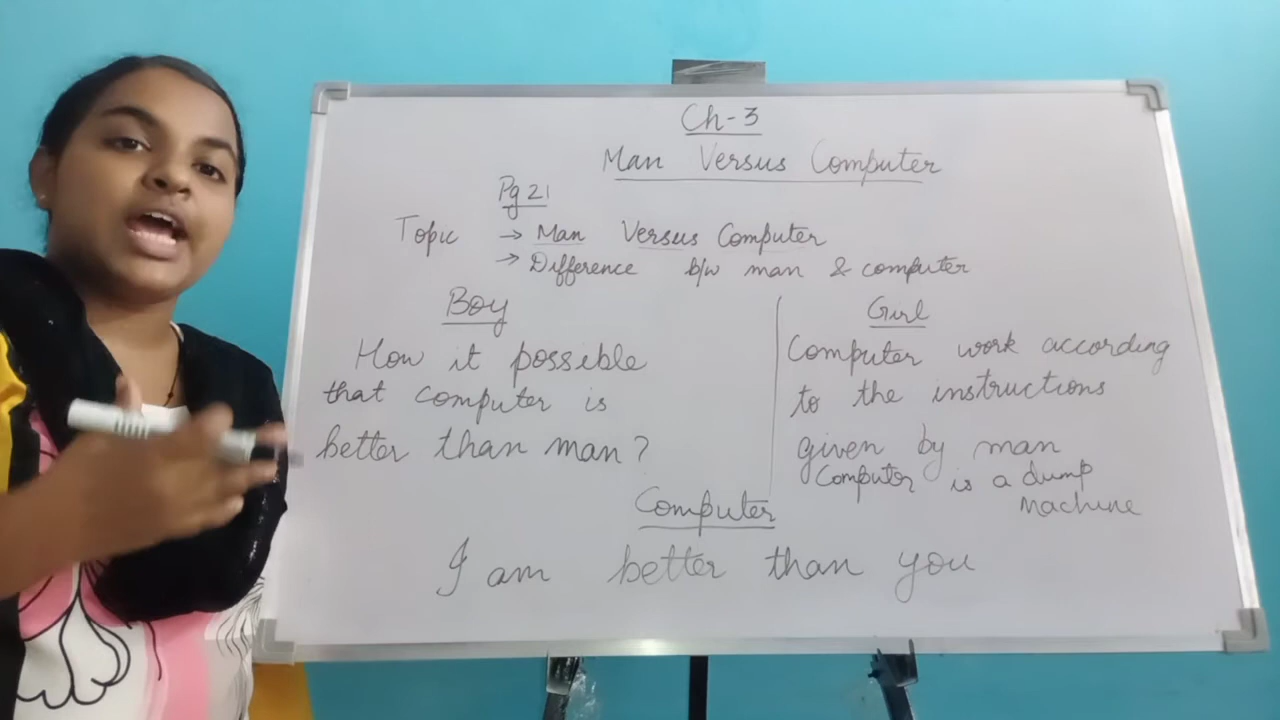 Ch-3
Man Versus Computer
Pg 21
Topic → Man Versus Computer
→ Difference b/w man & computer
Boy
How it possible
that computer is
better than man?
Girl
Computer work according
to the instructions
given by man
Computer is a dump
Machine
Computer
I am better than you